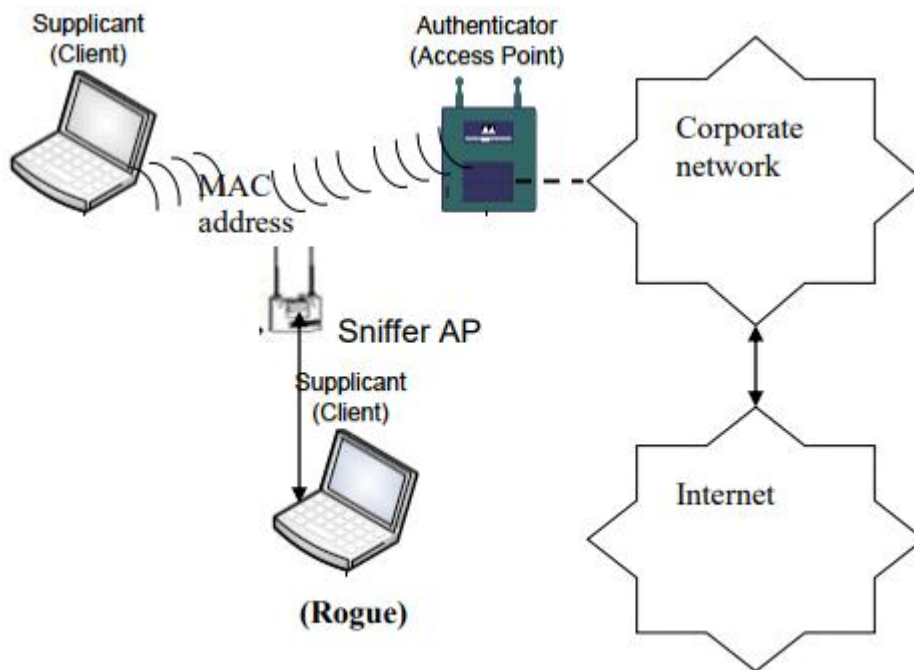 Supplicant
(Client)
Authenticator
(Access Point)
Corporate
network
MAC
address
Sniffer AP
Supplicant
(Client)
Internet
(Rogue)